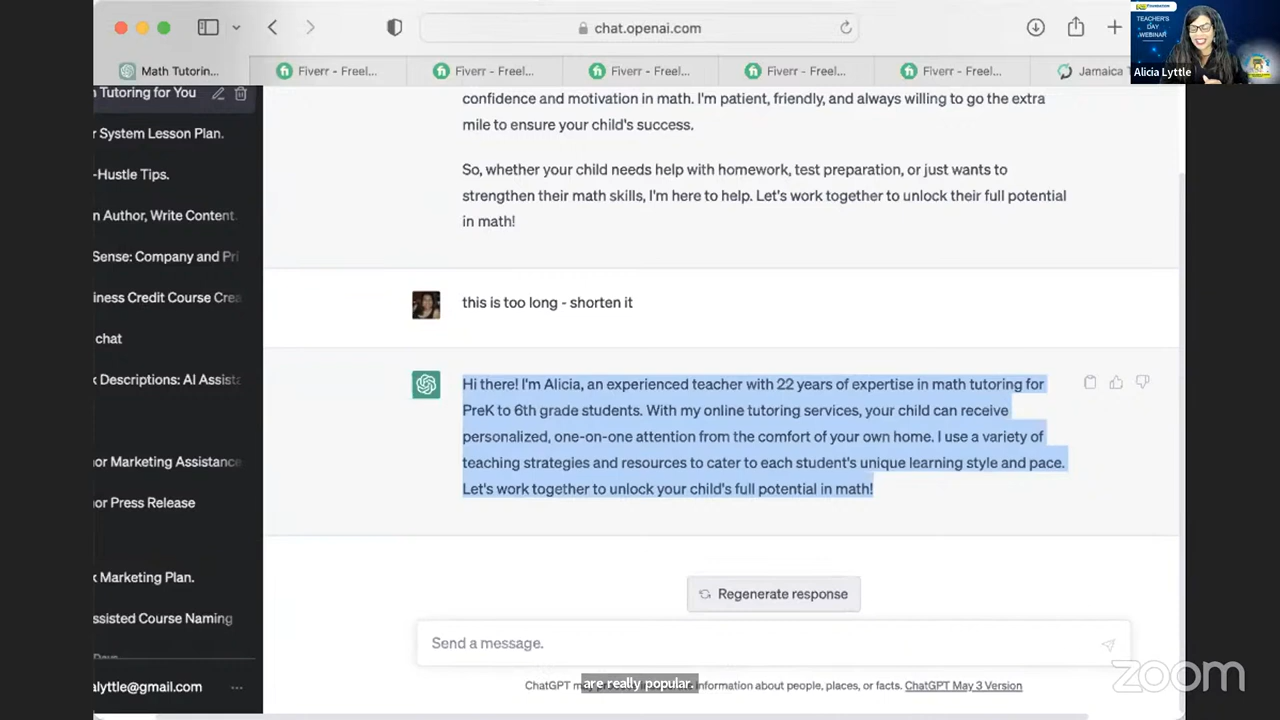 chat.openai.com
FOUNDATION
TEACHER'S
DAY
WEBINAR
Alicia Lyttle
Math Tutorin...
Fiverr - Freel...
Fiverr - Freel...
Fiverr - Freel...
Fiverr - Freel...
Fiverr - Freel...
Jamaica
Tutoring for You
r System Lesson Plan.
-Hustle Tips.
n Author, Write Content.
Sense: Company and Pri
iness Credit Course Crea
chat
x Descriptions: AI Assista
nor Marketing Assistance
nor Press Release
x Marketing Plan.
ssisted Course Naming
alyttle@gmail.com
confidence and motivation in math. I'm patient, friendly, and always willing to go the extra
mile to ensure your child's success.
So, whether your child needs help with homework, test preparation, or just wants to
strengthen their math skills, I'm here to help. Let's work together to unlock their full potential
in math!
this is too long - shorten it
Hi there! I'm Alicia, an experienced teacher with 22 years of expertise in math tutoring for
PreK to 6th grade students. With my online tutoring services, your child can receive
personalized, one-on-one attention from the comfort of your own home. I use a variety of
teaching strategies and resources to cater to each student's unique learning style and pace.
Let's work together to unlock your child's full potential in math!
Regenerate response
Send a message.
ChatGPT may information about people, places, or facts. ChatGPT May 3 Version
are really popular.
zoom